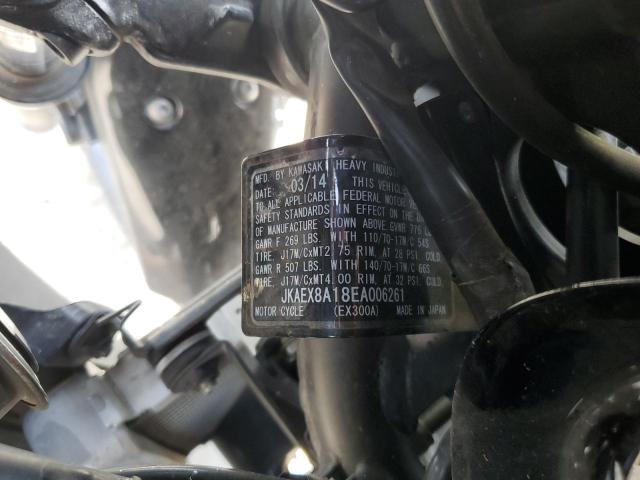 MFD. BY KAWASAKI HEAVY
DATE: 03/14 THIS VEHICLE
TO ALL APPLICABLE FEDERAL MOTOR
SAFETY STANDARDS IN EFFECT ON THE
OF MANUFACTURE SHOWN ABOVE. GVWR 776
GAWR F 269 LBS. WITH 110/70-17M/C 54S
TIRE, J17M/CxMT2.75 RIM, AT 28 PSI. COLD
GAWR R 507 LBS. WITH 140/70-17M/C 66S
TIRE, J17M/CxMT4.00 RIM, AT 32 PSI. COLD
JKAEX8A18EA006261
MOTOR CYCLE (EX300A) MADE IN JAPAN